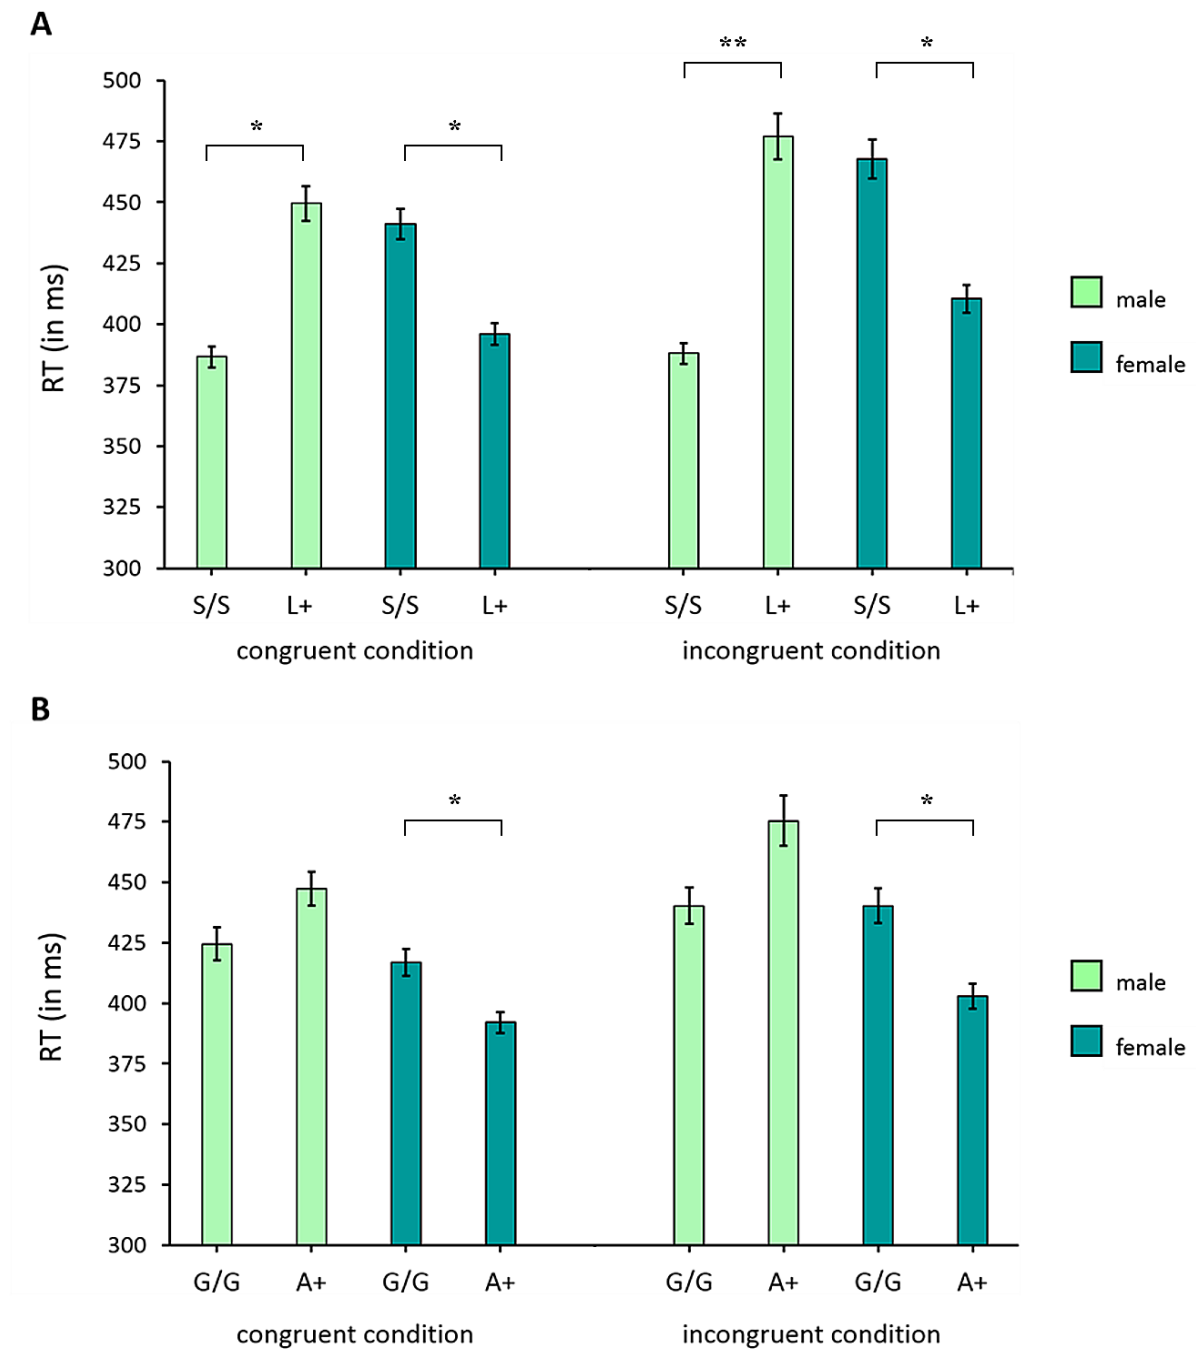 A
** *
500
* *
475
450
425
400
375
350
325
300
RT (in ms)
male
female
S/S L+ S/S L+ S/S L+ S/S L+
congruent condition incongruent condition
B
500
* *
475
450
425
400
375
350
325
300
RT (in ms)
male
female
G/G A+ G/G A+ G/G A+ G/G A+
congruent condition incongruent condition